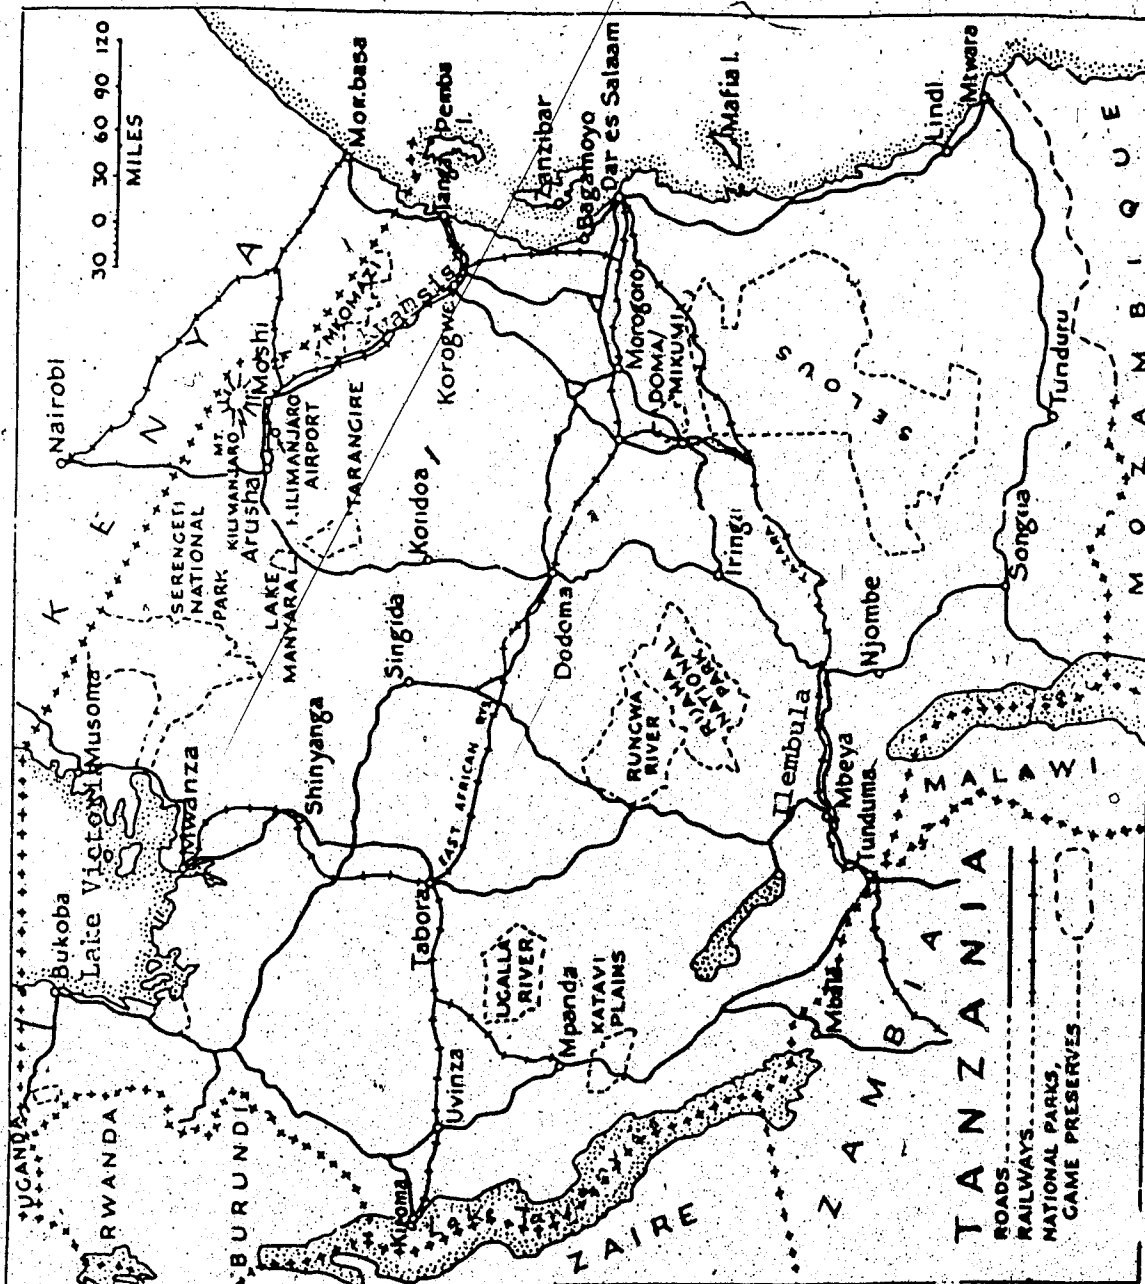 UGANDA
RWANDA
BURUNDI
ZAIRE
Bukoba
Lake Victoria
Musoma
Mwanza
KENYA
Nairobi
30 0 30 60 90 120
MILES
SERENGETI
NATIONAL
PARK
MT.
KILIMANJARO
Arusha
Moshi
KILIMANJARO
AIRPORT
LAKE
MANYARA
TARANGIRE
MKOMAZI
Mombasa
Shinyanga
Singida
Kondoa
Korogwe
Tanga
Pemba
I.
Kigoma
Uvinza
Tabora
EAST AFRICAN RYS
UGALLA
RIVER
Mpanda
KATAVI
PLAINS
Dodoma
Zanzibar
Bagamoyo
Dar es Salaam
Morogoro
DOMA/
MIKUMI
RUNGWA
RIVER
RUAHA
NATIONAL
PARK
Iringa
TAZARA
SELOUS
Mafia I.
Ilembula
Mbeya
Tunduma
Njombe
Mbala
ZAMBIA
MALAWI
Songea
Tunduru
Lindi
Mtwara
MOZAMBIQUE
TANZANIA
ROADS
RAILWAYS
NATIONAL PARKS,
GAME PRESERVES